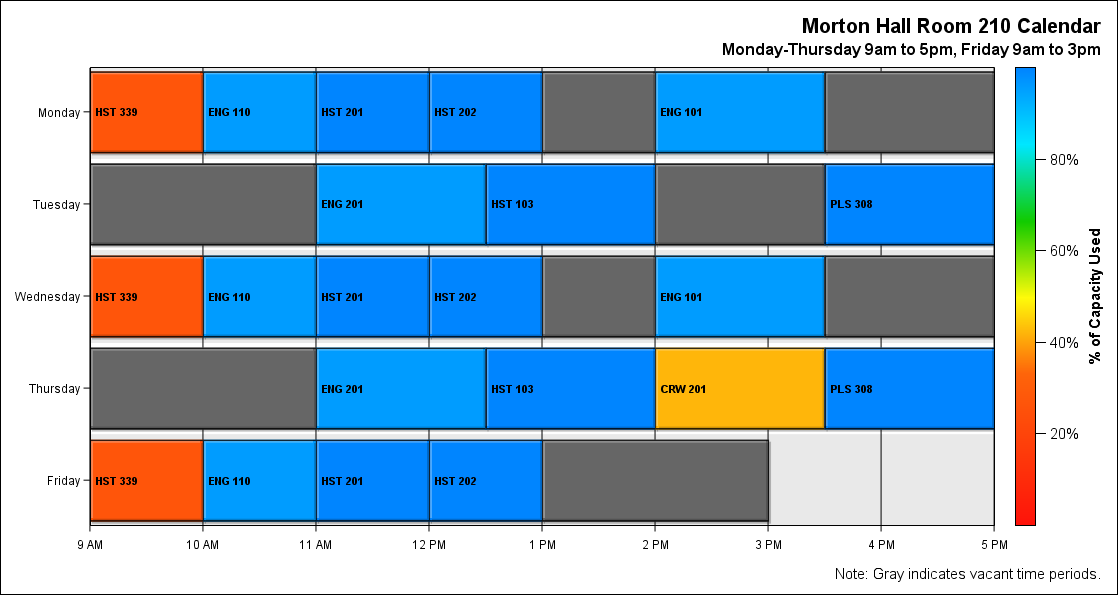 Morton Hall Room 210 Calendar
Monday-Thursday 9am to 5pm, Friday 9am to 3pm
Monday
HST 339
ENG 110
HST 201
HST 202
ENG 101
Tuesday
ENG 201
HST 103
PLS 308
Wednesday
HST 339
ENG 110
HST 201
HST 202
ENG 101
Thursday
ENG 201
HST 103
CRW 201
PLS 308
Friday
HST 339
ENG 110
HST 201
HST 202
9 AM
10 AM
11 AM
12 PM
1 PM
2 PM
3 PM
4 PM
5 PM
80%
60%
40%
20%
% of Capacity Used
Note: Gray indicates vacant time periods.